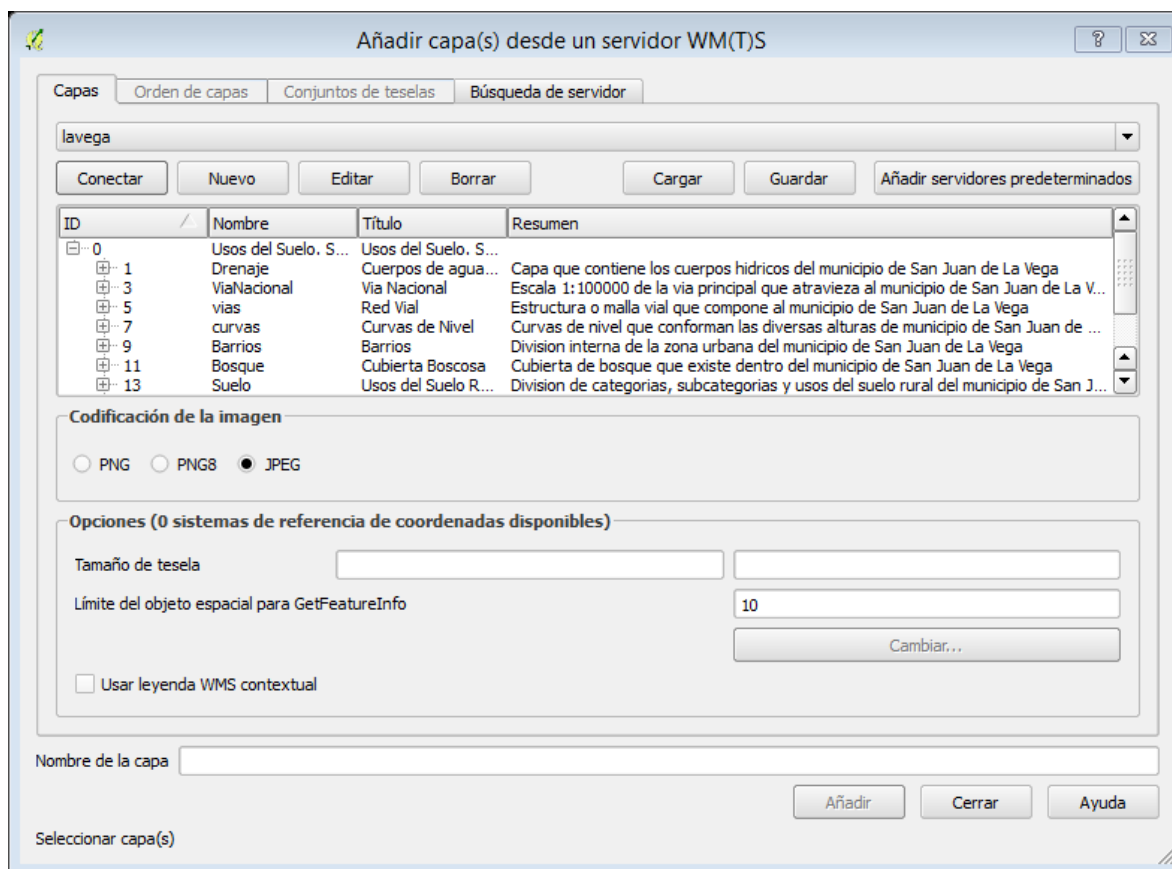 Añadir capa(s) desde un servidor WM(T)S
Capas Orden de capas Conjuntos de teselas Búsqueda de servidor
lavega
Conectar Nuevo Editar Borrar Cargar Guardar Añadir servidores predeterminados
ID Nombre Título Resumen
0 Usos del Suelo. S... Usos del Suelo. S...
1 Drenaje Cuerpos de agua... Capa que contiene los cuerpos hidricos del municipio de San Juan de La Vega
3 ViaNacional Via Nacional Escala 1:100000 de la via principal que atravieza al municipio de San Juan de La V...
5 vias Red Vial Estructura o malla vial que compone al municipio de San Juan de La Vega
7 curvas Curvas de Nivel Curvas de nivel que conforman las diversas alturas de municipio de San Juan de ...
9 Barrios Barrios Division interna de la zona urbana del municipio de San Juan de La Vega
11 Bosque Cubierta Boscosa Cubierta de bosque que existe dentro del municipio de San Juan de La Vega
13 Suelo Usos del Suelo R... Division de categorias, subcategorias y usos del suelo rural del municipio de San J...
Codificación de la imagen
PNG PNG8 JPEG
Opciones (0 sistemas de referencia de coordenadas disponibles)
Tamaño de tesela
Límite del objeto espacial para GetFeatureInfo 10
Cambiar...
Usar leyenda WMS contextual
Nombre de la capa
Añadir Cerrar Ayuda
Seleccionar capa(s)